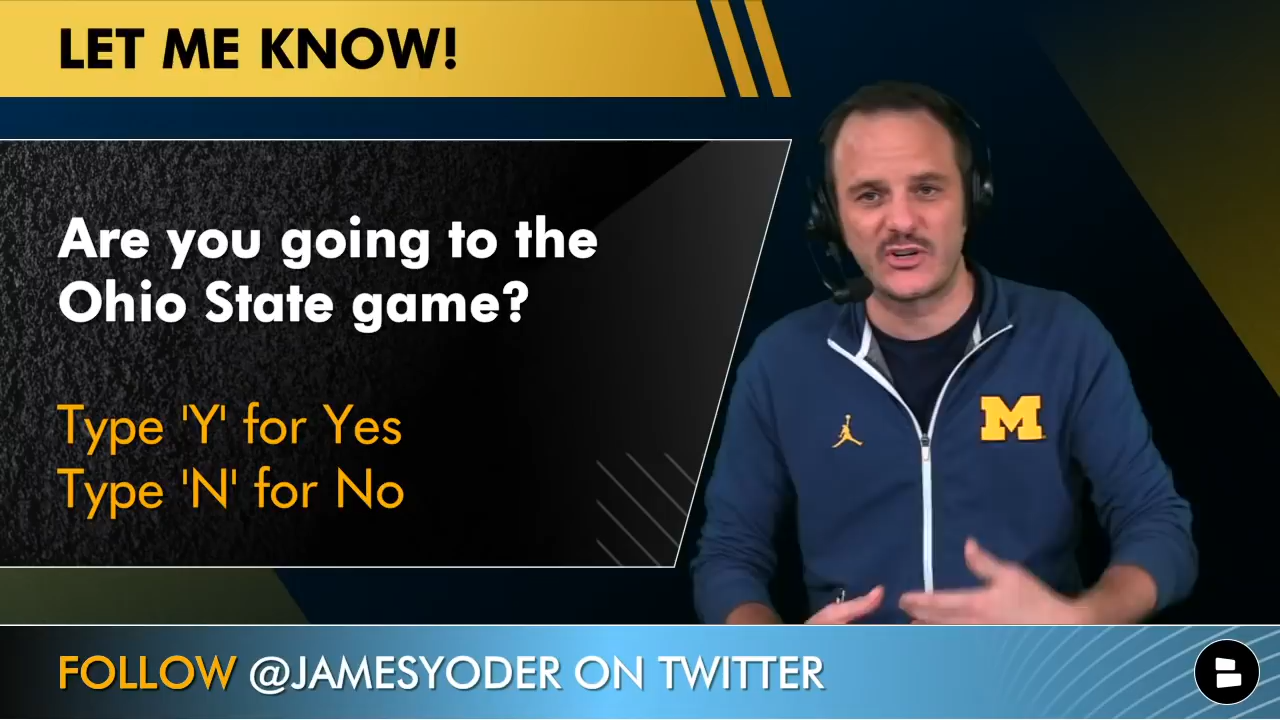 LET ME KNOW!
Are you going to the
Ohio State game?
Type 'Y' for Yes
Type 'N' for No
M
FOLLOW @JAMESYODER ON TWITTER